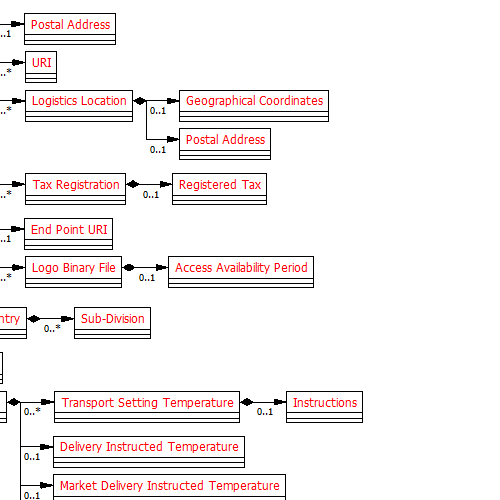 Postal Address
..1
URI
..*
Logistics Location
Geographical Coordinates
..*
0..1
Postal Address
0..1
Tax Registration
Registered Tax
..*
0..1
End Point URI
..1
Logo Binary File
Access Availability Period
..*
0..1
ntry
Sub-Division
0..*
Transport Setting Temperature
Instructions
0..*
0..1
Delivery Instructed Temperature
0..1
Market Delivery Instructed Temperature
0..1